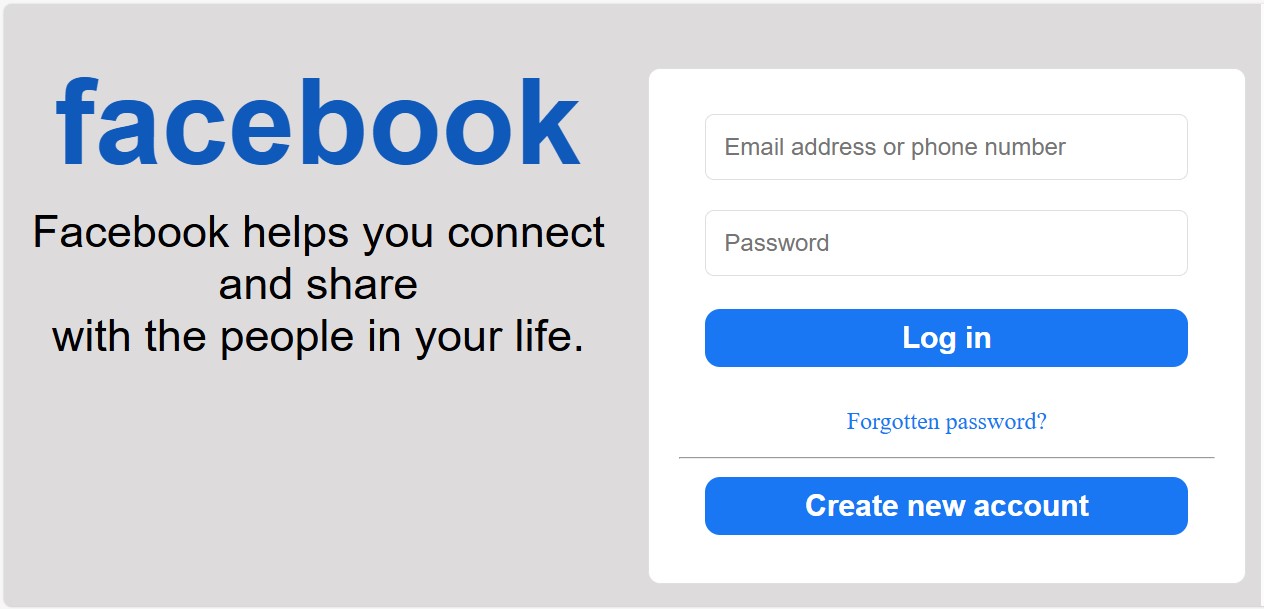 facebook
Facebook helps you connect
and share
with the people in your life.
Email address or phone number
Password
Log in
Forgotten password?
Create new account